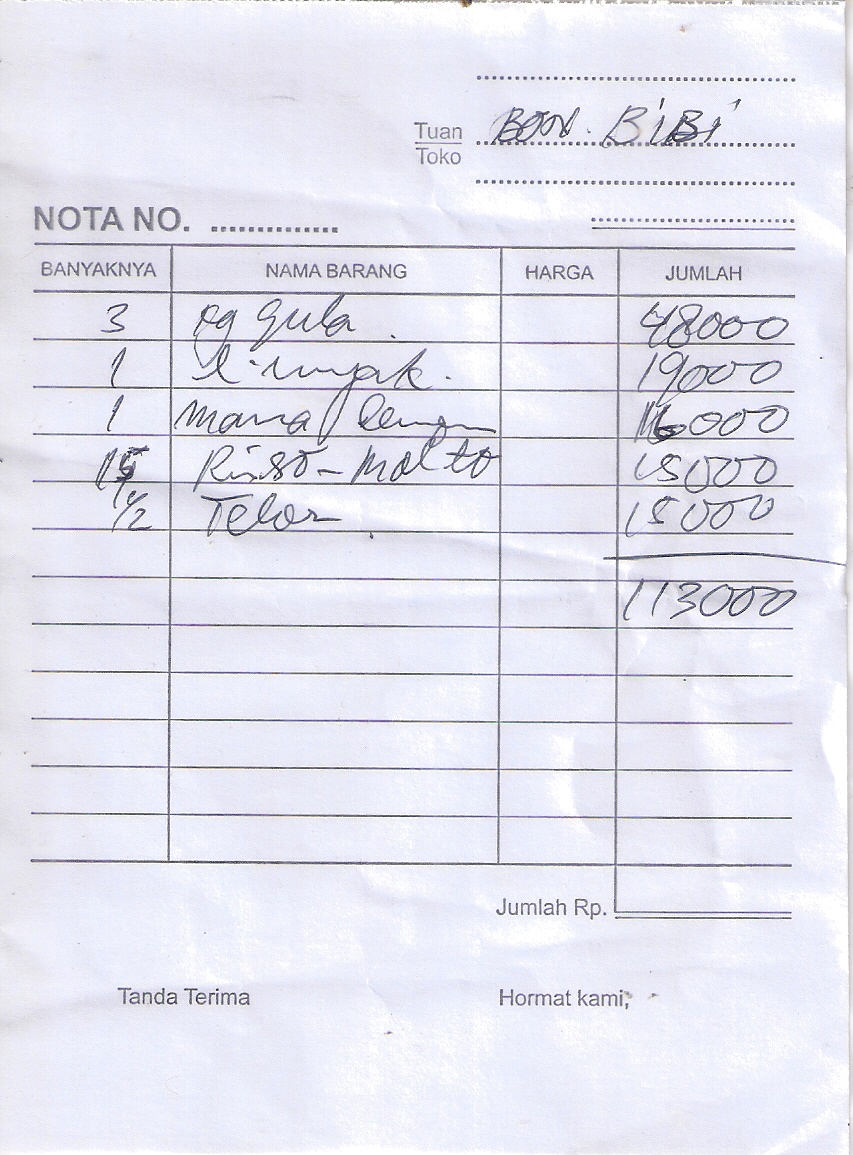 Tuan
Toko
Bon. Bibi
NOTA NO. ..............
BANYAKNYA NAMA BARANG HARGA JUMLAH
3 kg gula 48000
1 l. minyak. 19000
1 mama 16000
15 Rinso - Molto 15000
1/2 Telor 15000
113000
Jumlah Rp.
Tanda Terima Hormat kami,